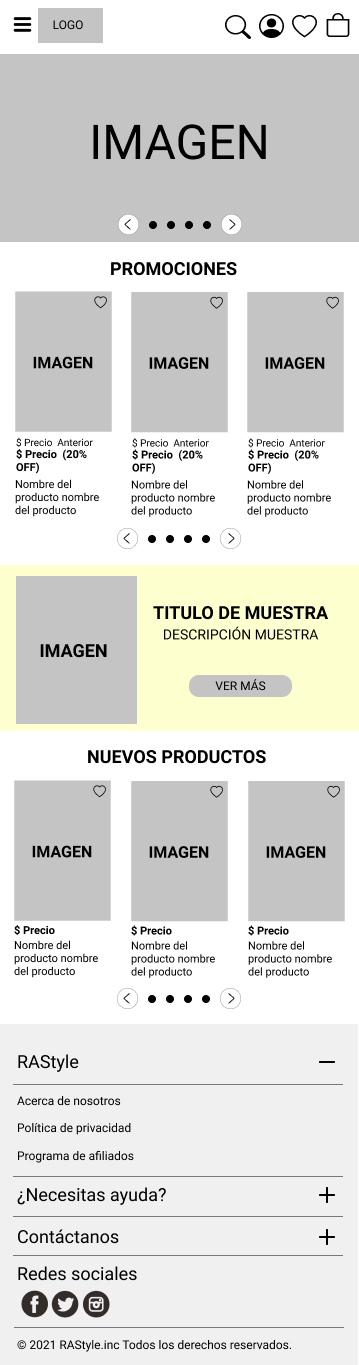 LOGO
IMAGEN
PROMOCIONES
IMAGEN
IMAGEN
IMAGEN
$ Precio Anterior
$ Precio (20%
OFF)
Nombre del
producto nombre
del producto
$ Precio Anterior
$ Precio (20%
OFF)
Nombre del
producto nombre
del producto
$ Precio Anterior
$ Precio (20%
OFF)
Nombre del
producto nombre
del producto
IMAGEN
TITULO DE MUESTRA
DESCRIPCIÓN MUESTRA
VER MÁS
NUEVOS PRODUCTOS
IMAGEN
IMAGEN
IMAGEN
$ Precio
Nombre del
producto nombre
del producto
$ Precio
Nombre del
producto nombre
del producto
$ Precio
Nombre del
producto nombre
del producto
RAStyle
Acerca de nosotros
Política de privacidad
Programa de afiliados
¿Necesitas ayuda?
Contáctanos
Redes sociales
© 2021 RAStyle.inc Todos los derechos reservados.